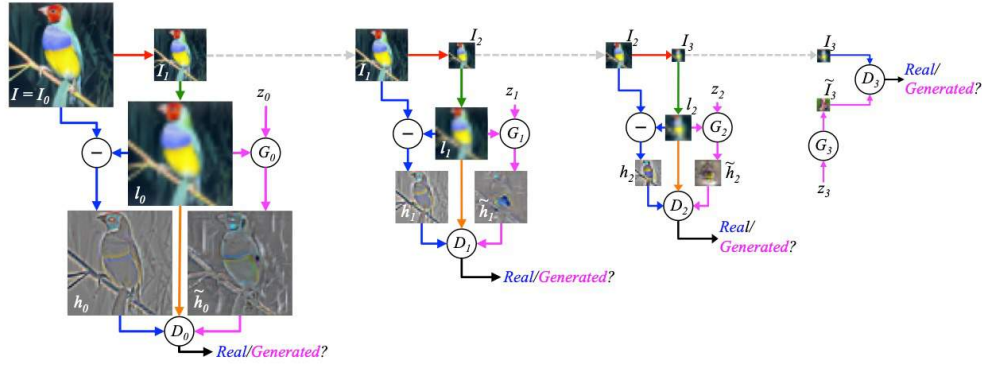 I = I₀
I₁
z₀
−
G₀
l₀
h₀
h̃₀
D₀
Real/Generated?
I₁
I₂
z₁
−
G₁
l₁
h₁
h̃₁
D₁
Real/Generated?
I₂
I₃
l₂
z₂
−
G₂
h₂
h̃₂
D₂
Real/
Generated?
I₃
Ĩ₃
D₃
Real/
Generated?
G₃
z₃